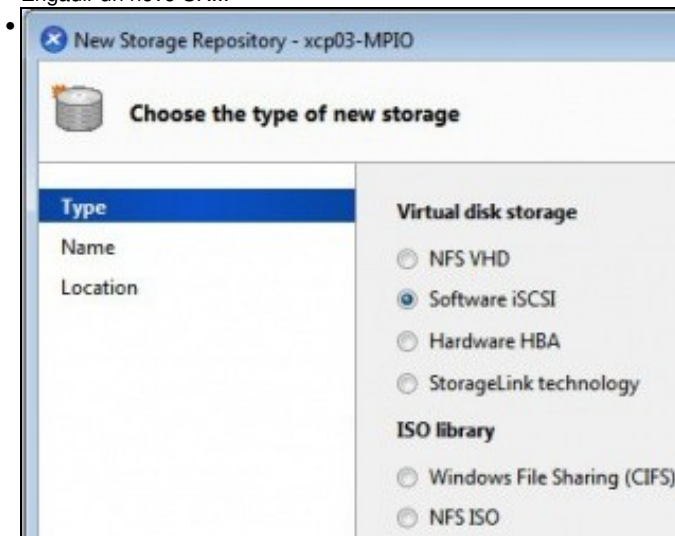 New Storage Repository - xcp03-MPIO
Choose the type of new storage
Type
Name
Location
Virtual disk storage
NFS VHD
Software iSCSI
Hardware HBA
StorageLink technology
ISO library
Windows File Sharing (CIFS)
NFS ISO